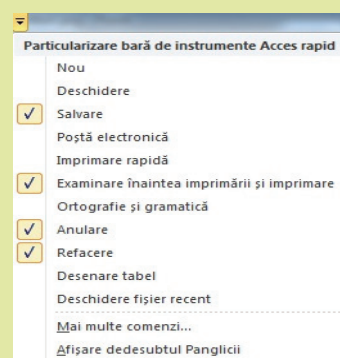 Particularizare bară de instrumente Acces rapid
Nou
Deschidere
Salvare
Poștă electronică
Imprimare rapidă
Examinare înaintea imprimării și imprimare
Ortografie și gramatică
Anulare
Refacere
Desenare tabel
Deschidere fișier recent
Mai multe comenzi...
Afișare dedesubtul Panglicii